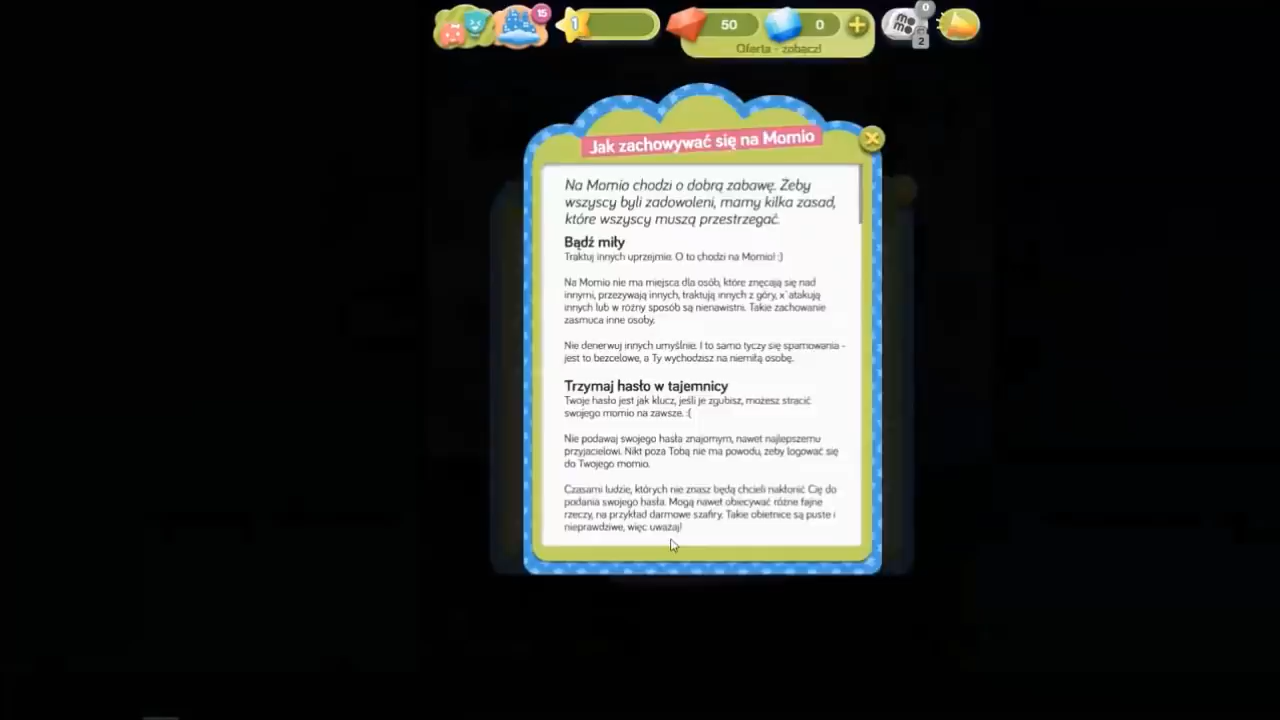 15
1
50
0
Oferta - zobacz!
momo
0
2
Jak zachowywać się na Momio
Na Momio chodzi o dobrą zabawę. Żeby
wszyscy byli zadowoleni, mamy kilka zasad,
które wszyscy muszą przestrzegać.
Bądź miły
Traktuj innych uprzejmie. O to chodzi na Momio! :)
Na Momio nie ma miejsca dla osób, które znęcają się nad
innymi, przezywają innych, traktują innych z góry, x`atakują
innych lub w różny sposób są nienawistni. Takie zachowanie
zasmuca inne osoby.
Nie denerwuj innych umyślnie. I to samo tyczy się spamowania -
jest to bezcelowe, a Ty wychodzisz na niemiłą osobę.
Trzymaj hasło w tajemnicy
Twoje hasło jest jak klucz, jeśli je zgubisz, możesz stracić
swojego momio na zawsze. :(
Nie podawaj swojego hasła znajomym, nawet najlepszemu
przyjacielowi. Nikt poza Tobą nie ma powodu, żeby logować się
do Twojego momio.
Czasami ludzie, których nie znasz będą chcieli nakłonić Cię do
podania swojego hasła. Mogą nawet obiecywać różne fajne
rzeczy, na przykład darmowe szafiry. Takie obietnice są puste i
nieprawdziwe, więc uważaj!